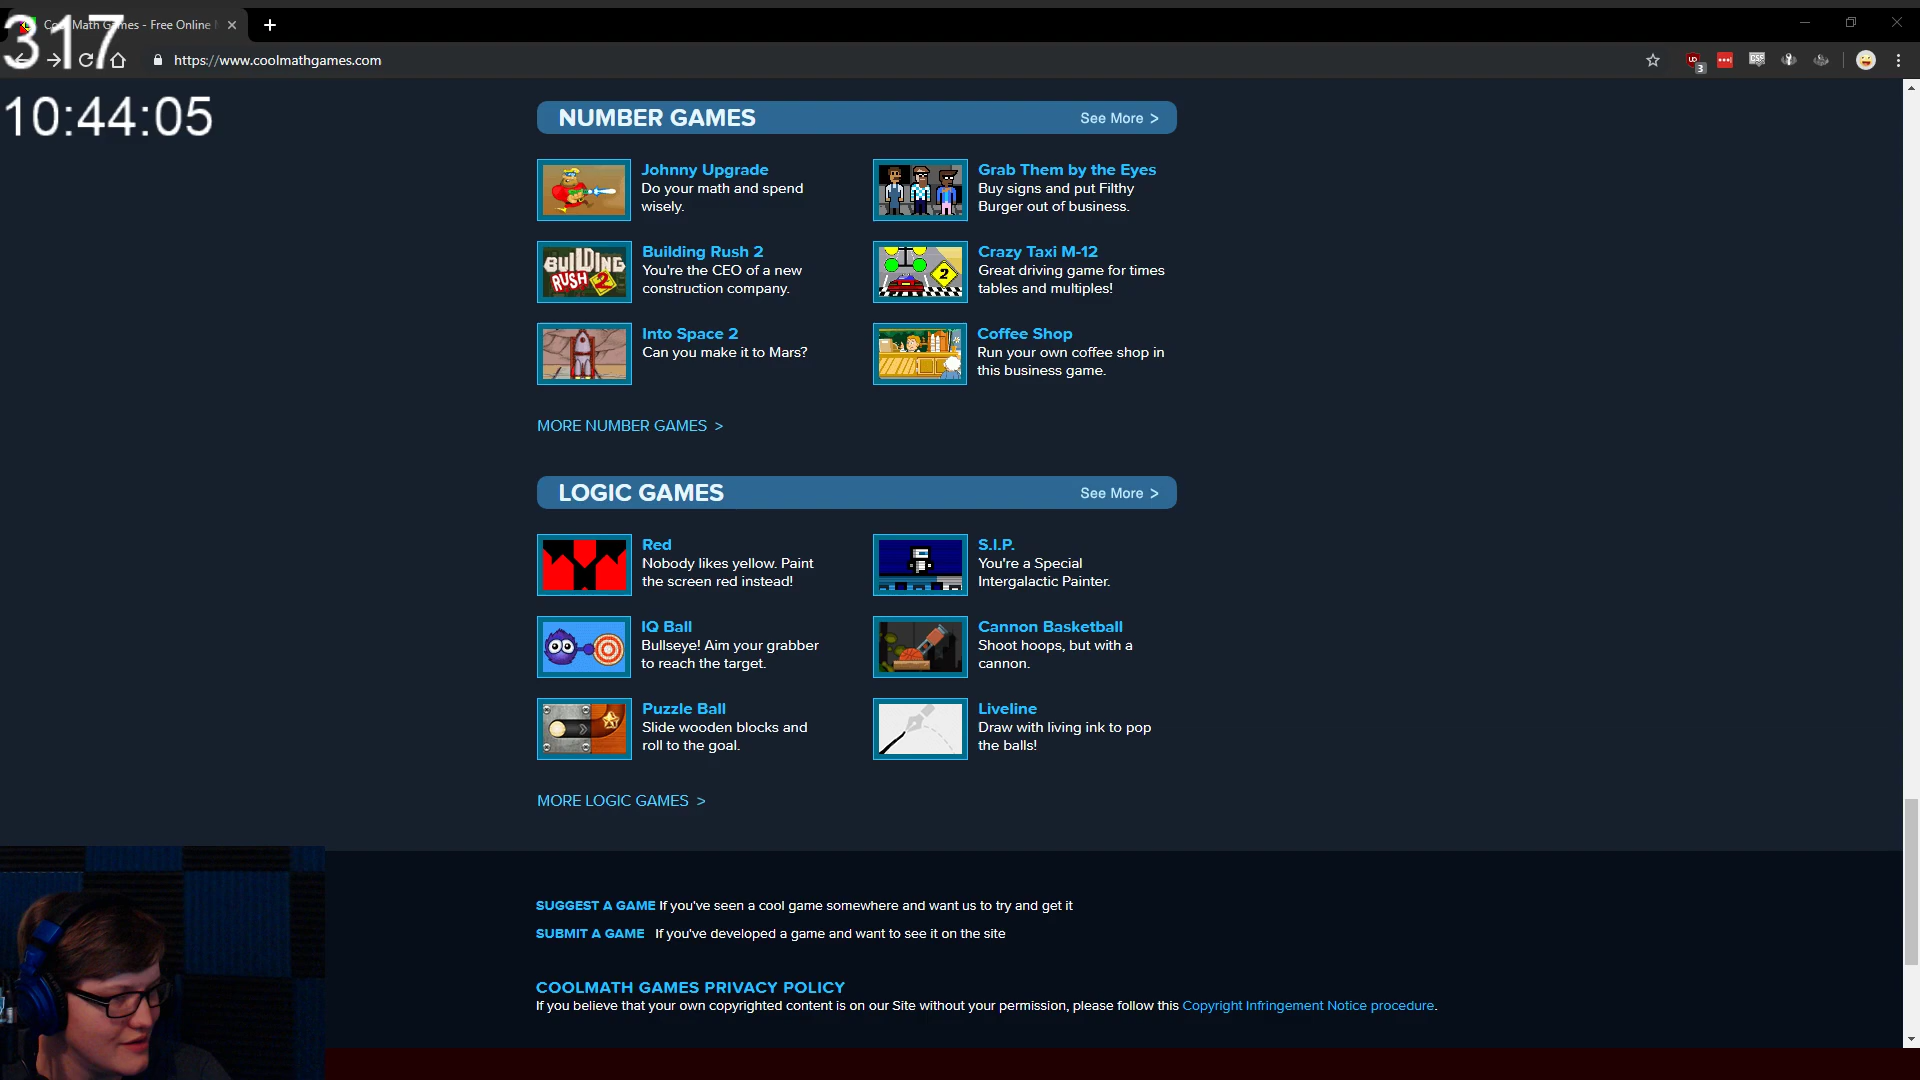 317
Cool Math Games - Free Online
https://www.coolmathgames.com
10:44:05
NUMBER GAMES
See More >
Johnny Upgrade
Do your math and spend
wisely.
Grab Them by the Eyes
Buy signs and put Filthy
Burger out of business.
BUILDING
RUSH 2
Building Rush 2
You're the CEO of a new
construction company.
2
Crazy Taxi M-12
Great driving game for times
tables and multiples!
Into Space 2
Can you make it to Mars?
Coffee Shop
Run your own coffee shop in
this business game.
MORE NUMBER GAMES >
LOGIC GAMES
See More >
Red
Nobody likes yellow. Paint
the screen red instead!
S.I.P.
You're a Special
Intergalactic Painter.
IQ Ball
Bullseye! Aim your grabber
to reach the target.
Cannon Basketball
Shoot hoops, but with a
cannon.
Puzzle Ball
Slide wooden blocks and
roll to the goal.
Liveline
Draw with living ink to pop
the balls!
MORE LOGIC GAMES >
SUGGEST A GAME If you've seen a cool game somewhere and want us to try and get it
SUBMIT A GAME If you've developed a game and want to see it on the site
COOLMATH GAMES PRIVACY POLICY
If you believe that your own copyrighted content is on our Site without your permission, please follow this Copyright Infringement Notice procedure.